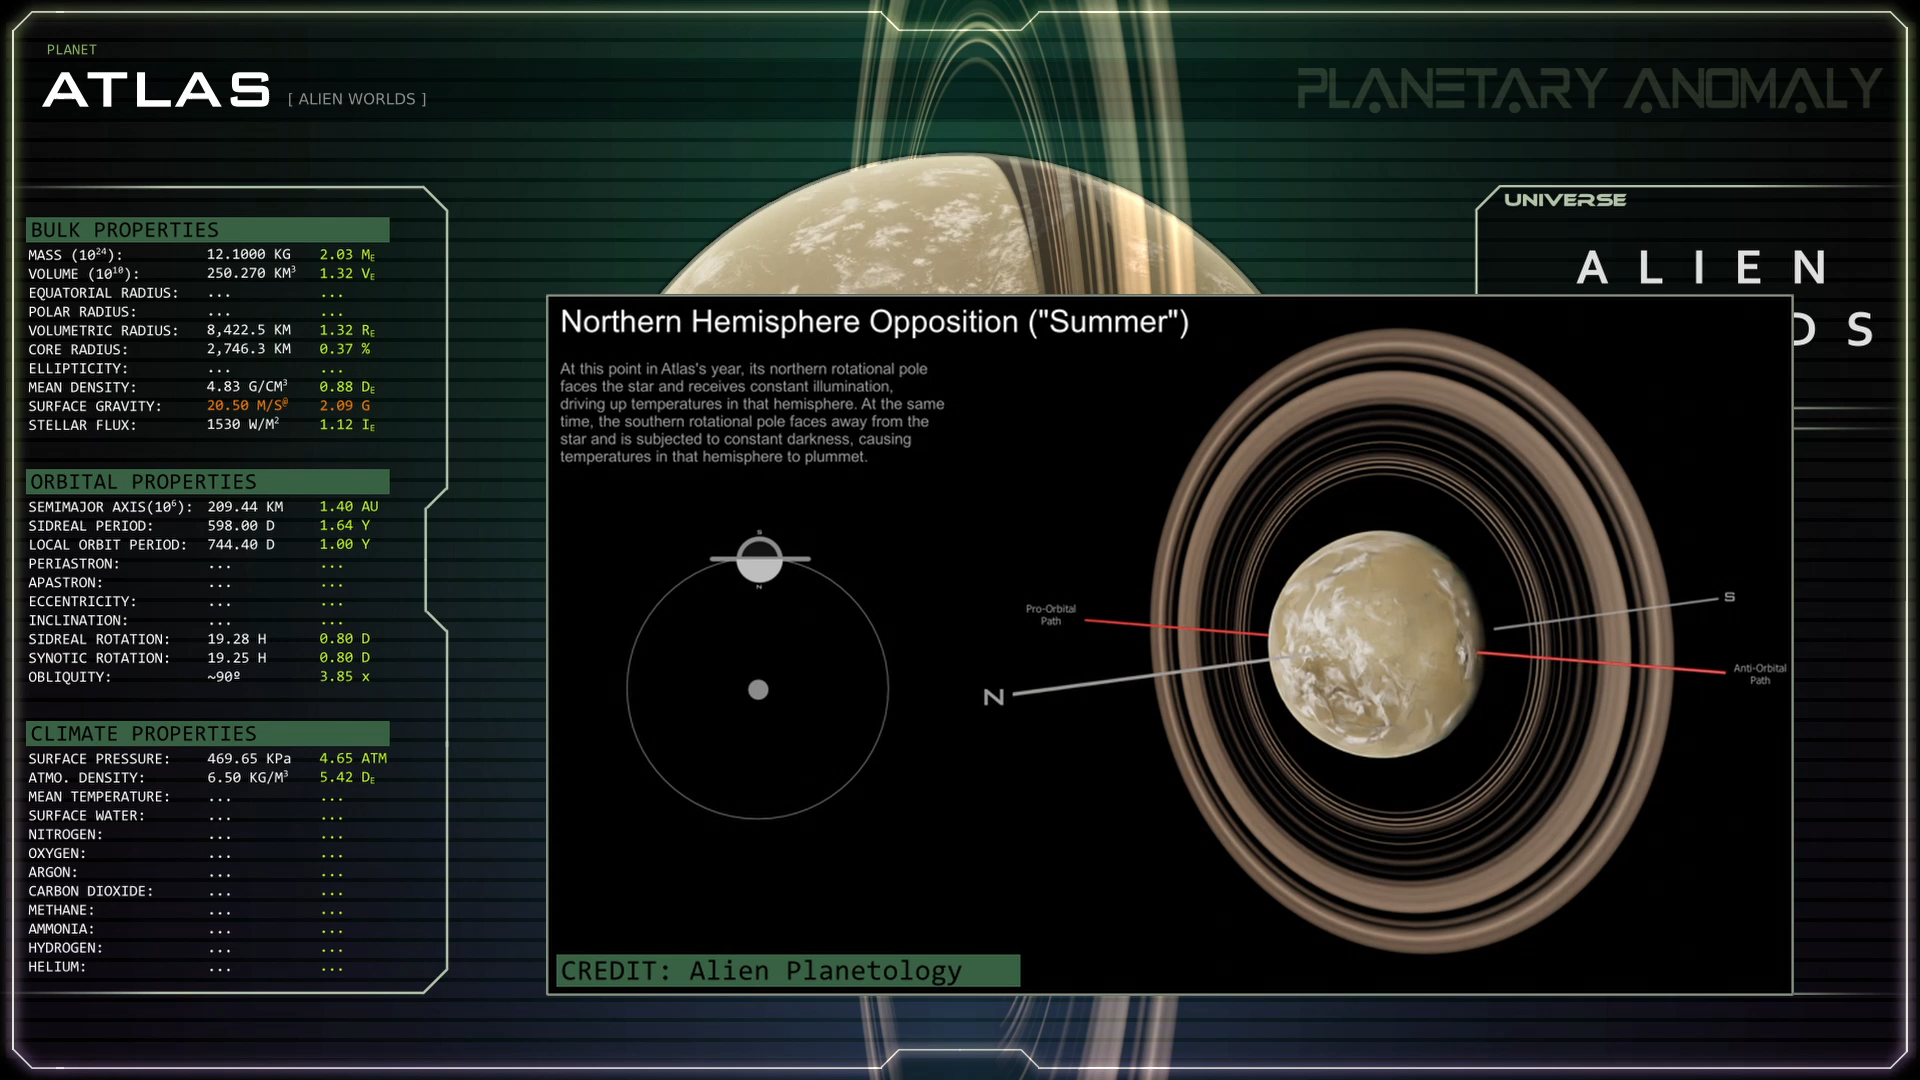 PLANET
ATLAS [ ALIEN WORLDS ]
PLANETARY ANOMALY
UNIVERSE
ALIEN
DS
BULK PROPERTIES
MASS (10²⁴): 12.1000 KG 2.03 Mᴇ
VOLUME (10¹⁰): 250.270 KM³ 1.32 Vᴇ
EQUATORIAL RADIUS: ... ...
POLAR RADIUS: ... ...
VOLUMETRIC RADIUS: 8,422.5 KM 1.32 Rᴇ
CORE RADIUS: 2,746.3 KM 0.37 %
ELLIPTICITY: ... ...
MEAN DENSITY: 4.83 G/CM³ 0.88 Dᴇ
SURFACE GRAVITY: 20.50 M/S@ 2.09 G
STELLAR FLUX: 1530 W/M² 1.12 Iᴇ
ORBITAL PROPERTIES
SEMIMAJOR AXIS(10⁶): 209.44 KM 1.40 AU
SIDREAL PERIOD: 598.00 D 1.64 Y
LOCAL ORBIT PERIOD: 744.40 D 1.00 Y
PERIASTRON: ... ...
APASTRON: ... ...
ECCENTRICITY: ... ...
INCLINATION: ... ...
SIDREAL ROTATION: 19.28 H 0.80 D
SYNOTIC ROTATION: 19.25 H 0.80 D
OBLIQUITY: ~90º 3.85 x
CLIMATE PROPERTIES
SURFACE PRESSURE: 469.65 KPa 4.65 ATM
ATMO. DENSITY: 6.50 KG/M³ 5.42 Dᴇ
MEAN TEMPERATURE: ... ...
SURFACE WATER: ... ...
NITROGEN: ... ...
OXYGEN: ... ...
ARGON: ... ...
CARBON DIOXIDE: ... ...
METHANE: ... ...
AMMONIA: ... ...
HYDROGEN: ... ...
HELIUM: ... ...
Northern Hemisphere Opposition ("Summer")
At this point in Atlas's year, its northern rotational pole
faces the star and receives constant illumination,
driving up temperatures in that hemisphere. At the same
time, the southern rotational pole faces away from the
star and is subjected to constant darkness, causing
temperatures in that hemisphere to plummet.
S
N
Pro-Orbital
Path
S
N
Anti-Orbital
Path
CREDIT: Alien Planetology